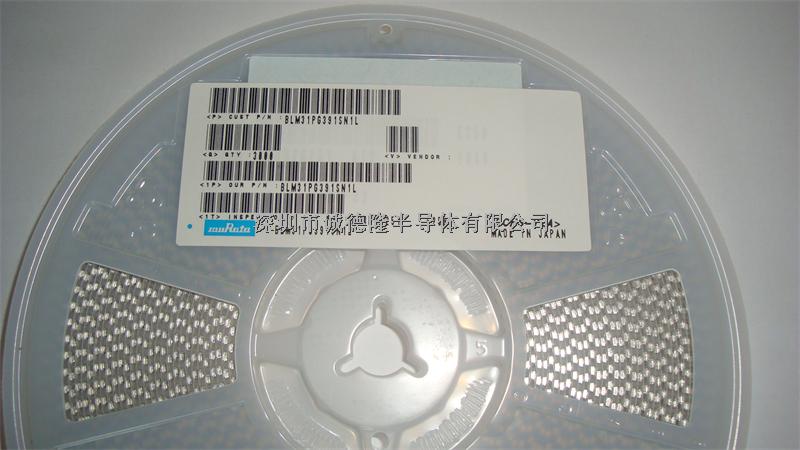 <P> CUST P/N : BLM31PG391SN1L
<Q> QTY : 3000
<V> VENDOR :
<1P> OUR P/N : BLM31PG391SN1L
<1T> INSPE
深圳市诚德隆半导体有限公司
muRata
MADE IN JAPAN
5